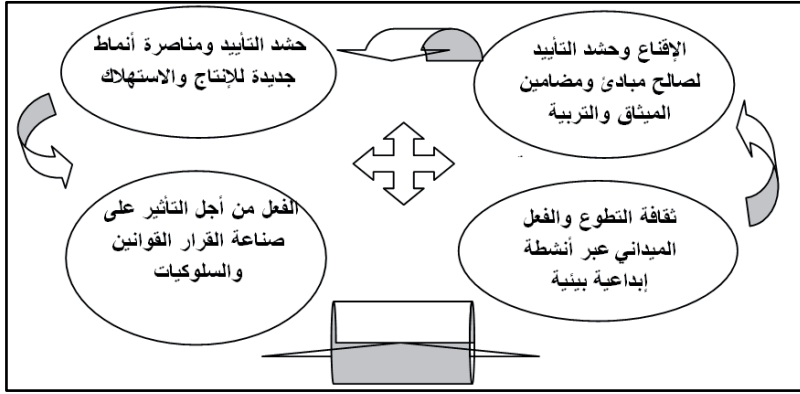 الإقناع وحشد التأييد
لصالح مبادئ ومضامين
الميثاق والتربية
حشد التأييد ومناصرة أنماط
جديدة للإنتاج والاستهلاك
الفعل من أجل التأثير على
صناعة القرار القوانين
والسلوكيات
ثقافة التطوع والفعل
الميداني عبر أنشطة
إبداعية بيئية